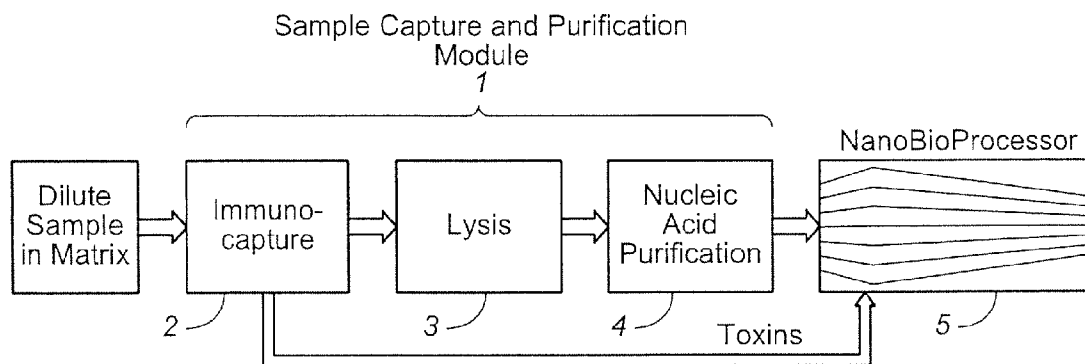 Sample Capture and Purification
Module
1
NanoBioProcessor
Dilute
Sample
in Matrix
Immuno-
capture
Lysis
Nucleic
Acid
Purification
2
3
4
5
Toxins